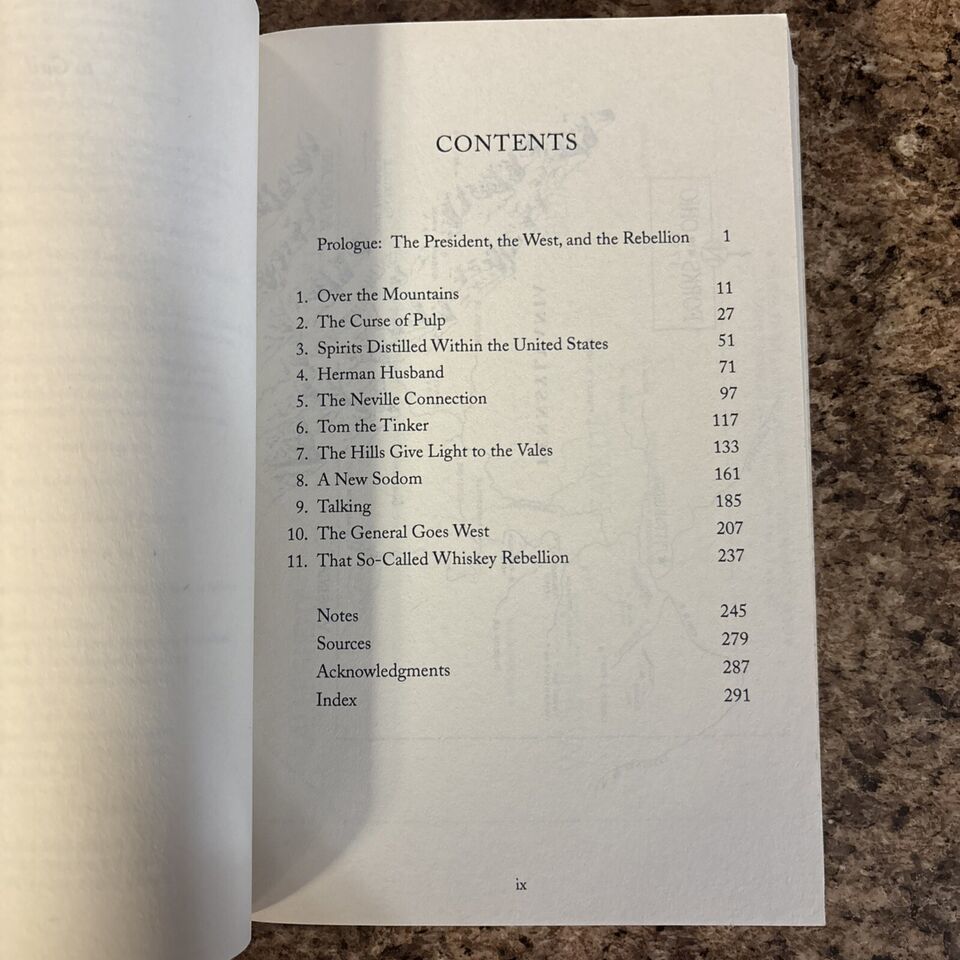 CONTENTS
Prologue: The President, the West, and the Rebellion 1
1. Over the Mountains 11
2. The Curse of Pulp 27
3. Spirits Distilled Within the United States 51
4. Herman Husband 71
5. The Neville Connection 97
6. Tom the Tinker 117
7. The Hills Give Light to the Vales 133
8. A New Sodom 161
9. Talking 185
10. The General Goes West 207
11. That So-Called Whiskey Rebellion 237
Notes 245
Sources 279
Acknowledgments 287
Index 291
ix